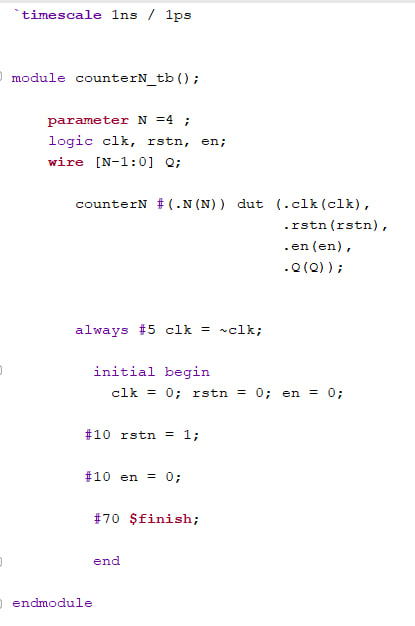 `timescale 1ns / 1ps
module counterN_tb();
parameter N =4 ;
logic clk, rstn, en;
wire [N-1:0] Q;
counterN #(.N(N)) dut (.clk(clk),
.rstn(rstn),
.en(en),
.Q(Q));
always #5 clk = ~clk;
initial begin
clk = 0; rstn = 0; en = 0;
#10 rstn = 1;
#10 en = 0;
#70 $finish;
end
endmodule